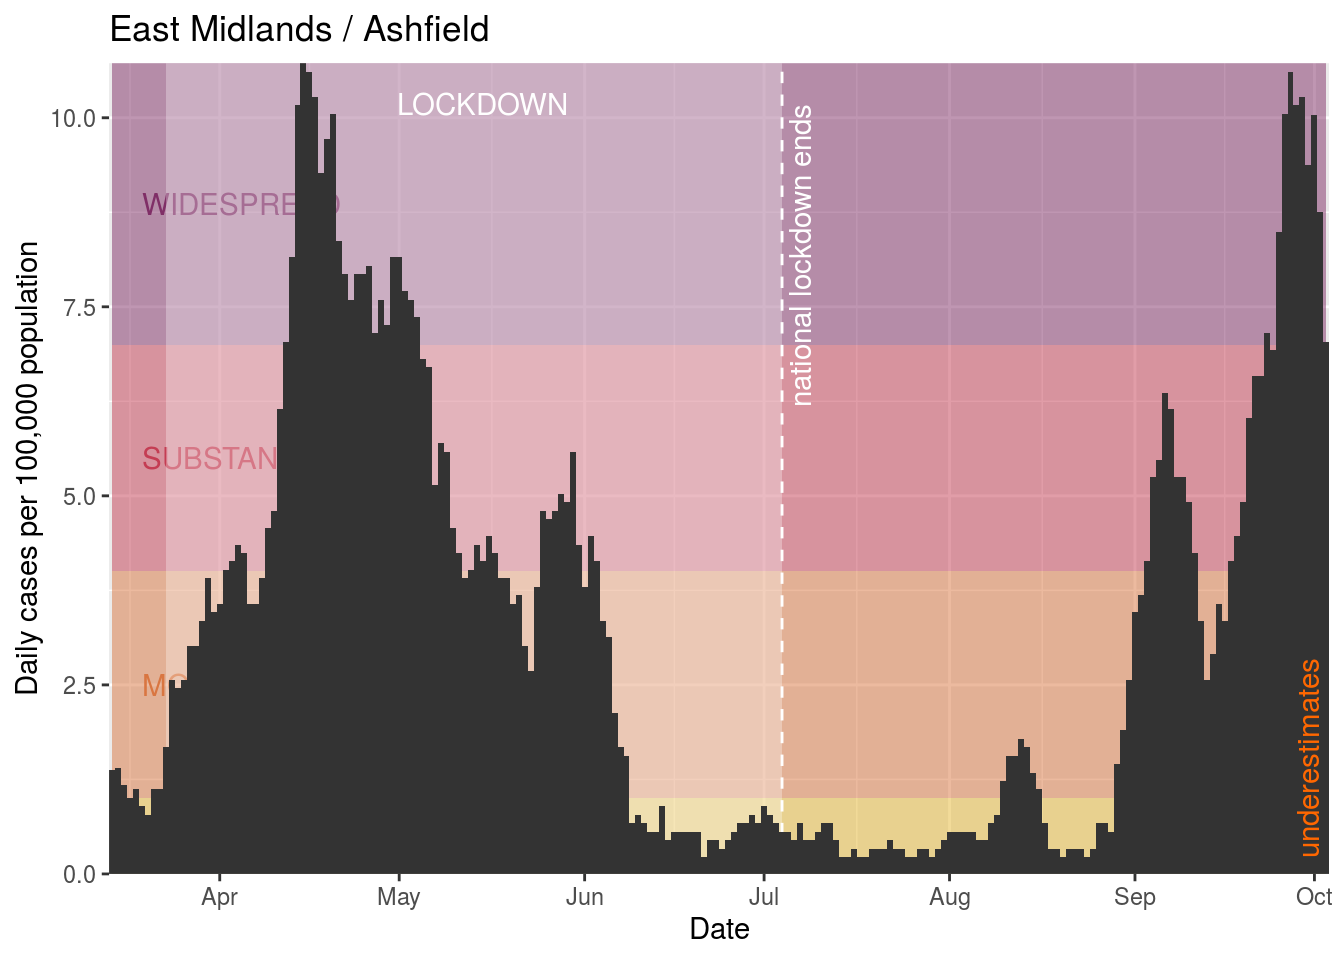 East Midlands / Ashfield
Daily cases per 100,000 population
10.0
7.5
5.0
2.5
0.0
LOCKDOWN
national lockdown ends
underestimates
Apr
May
Jun
Jul
Aug
Sep
Oct
Date